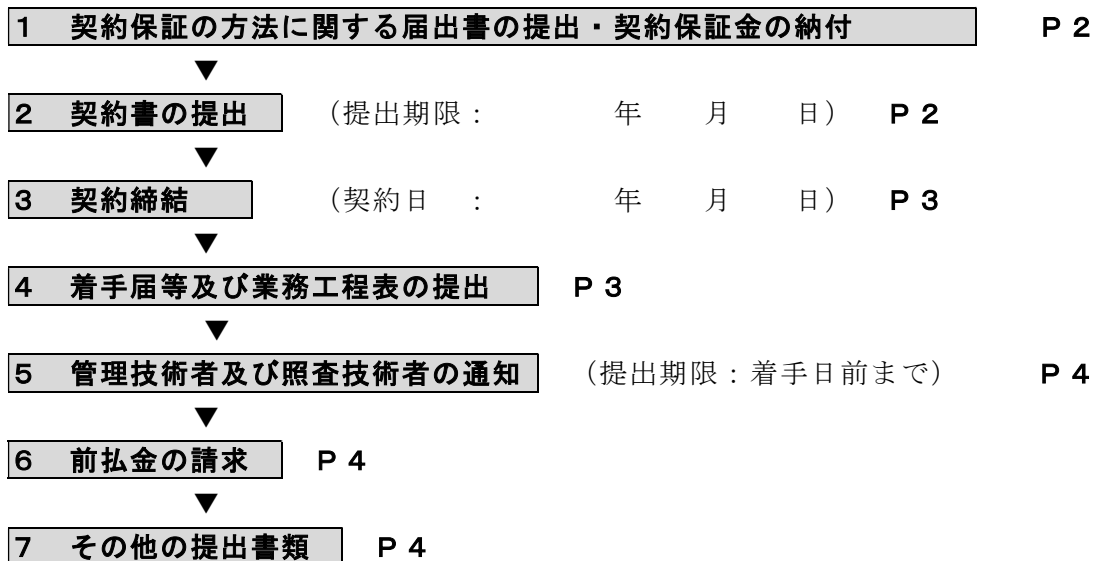 1 契約保証の方法に関する届出書の提出・契約保証金の納付 P2
▼
2 契約書の提出 (提出期限: 年 月 日) P2
▼
3 契約締結 (契約日 : 年 月 日) P3
▼
4 着手届等及び業務工程表の提出 P3
▼
5 管理技術者及び照査技術者の通知 (提出期限:着手日前まで) P4
▼
6 前払金の請求 P4
▼
7 その他の提出書類 P4